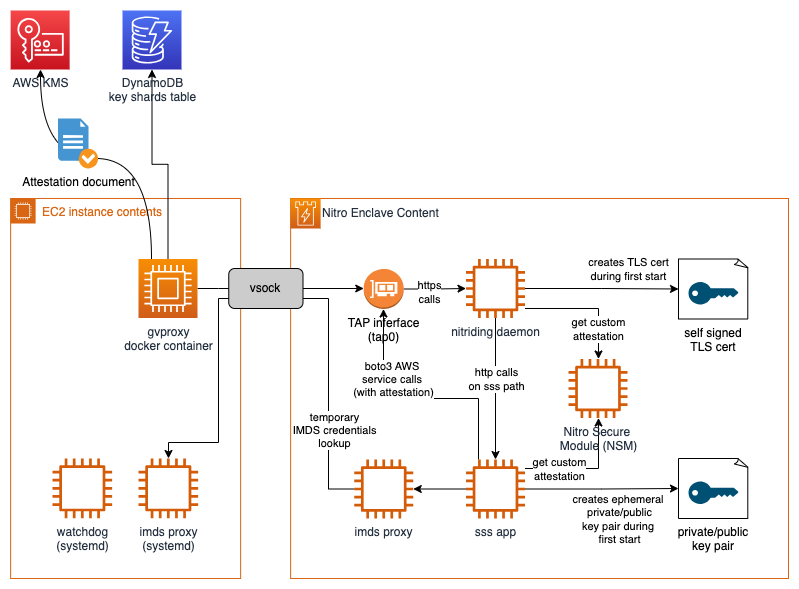 AWS KMS
DynamoDB
key shards table
Attestation document
EC2 instance contents
Nitro Enclave Content
gvproxy
docker container
vsock
TAP interface
(tap0)
https
calls
nitriding daemon
creates TLS cert
during first start
self signed
TLS cert
get custom
attestation
Nitro Secure
Module (NSM)
boto3 AWS
service calls
(with attestation)
http calls
on sss path
temporary
IMDS credentials
lookup
get custom
attestation
watchdog
(systemd)
imds proxy
(systemd)
imds proxy
sss app
creates ephemeral
private/public
key pair during
first start
private/public
key pair